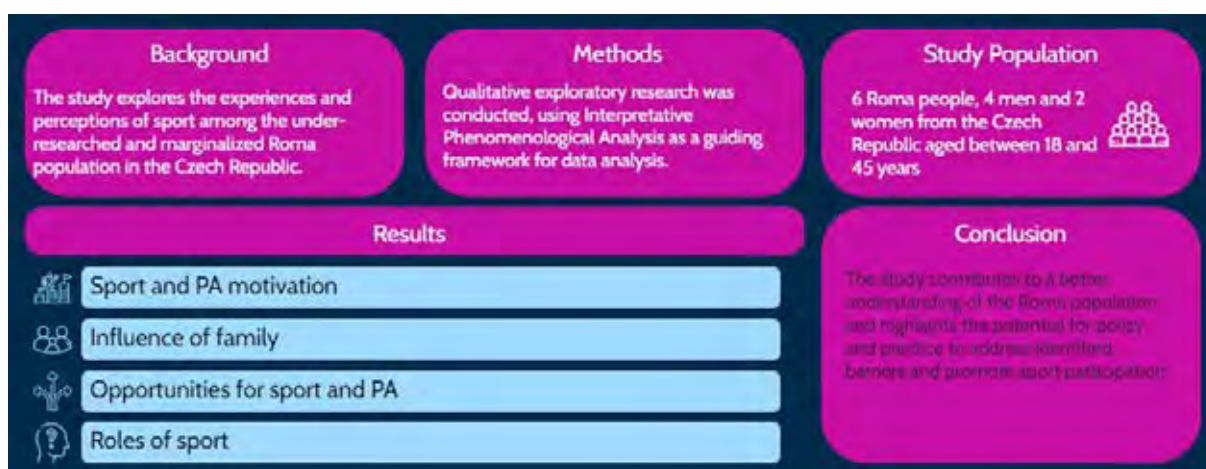 Background
The study explores the experiences and
perceptions of sport among the under-
researched and marginalized Roma
population in the Czech Republic.
Methods
Qualitative exploratory research was
conducted, using Interpretative
Phenomenological Analysis as a guiding
framework for data analysis.
Study Population
6 Roma people, 4 men and 2
women from the Czech
Republic aged between 18 and
45 years
Results
Sport and PA motivation
Influence of family
Opportunities for sport and PA
Roles of sport
Conclusion
The study contributes to a better
understanding of the Roma population
and highlights the potential for policy
and practice to address identified
barriers and promote sport participation